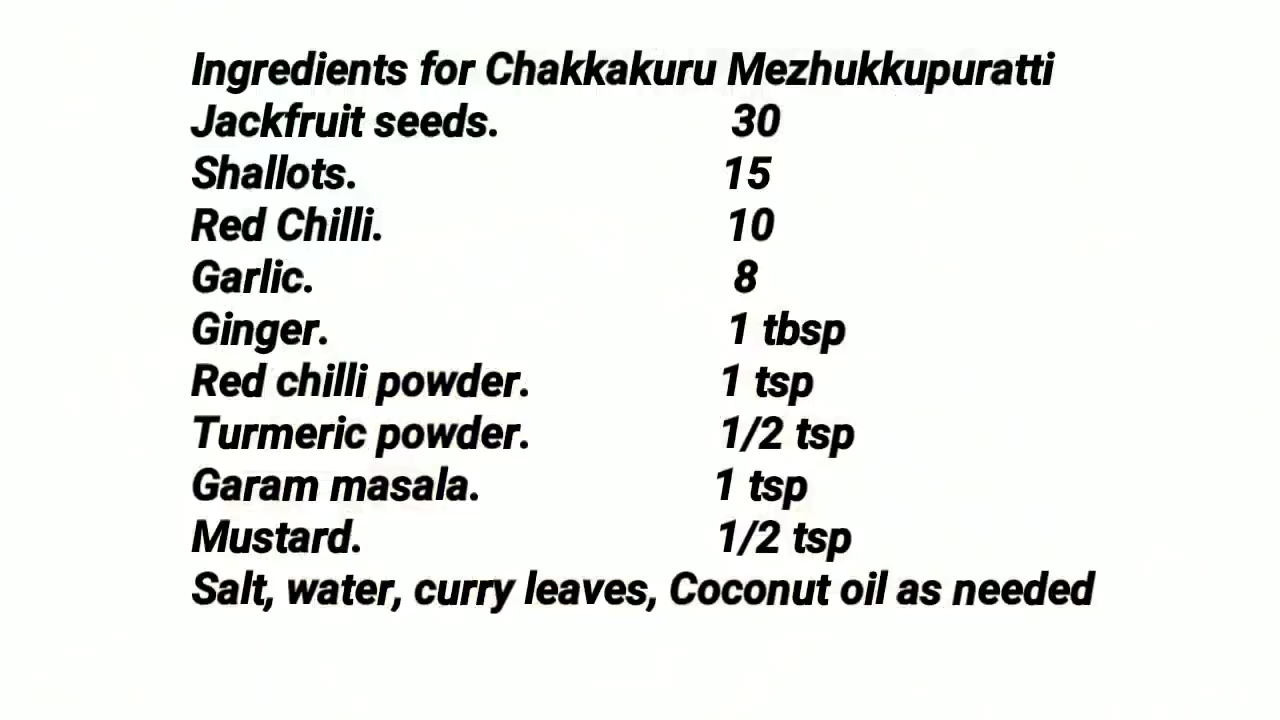 Ingredients for Chakkakuru Mezhukkupuratti
Jackfruit seeds. 30
Shallots. 15
Red Chilli. 10
Garlic. 8
Ginger. 1 tbsp
Red chilli powder. 1 tsp
Turmeric powder. 1/2 tsp
Garam masala. 1 tsp
Mustard. 1/2 tsp
Salt, water, curry leaves, Coconut oil as needed